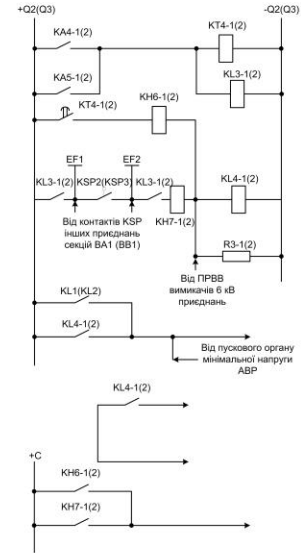 +Q2(Q3)
-Q2(Q3)
KA4-1(2)
KT4-1(2)
KA5-1(2)
KL3-1(2)
KT4-1(2)
KH6-1(2)
EF1
EF2
KL3-1(2)
KSP2(KSP3)
KL3-1(2)
KL4-1(2)
KH7-1(2)
Від контактів KSP
інших приєднань
секцій ВА1 (ВВ1)
R3-1(2)
Від ПРВВ
вимикачів 6 кВ
приєднань
KL1(KL2)
KL4-1(2)
Від пускового органу
мінімальної напруги
АВР
KL4-1(2)
+C
KH6-1(2)
KH7-1(2)